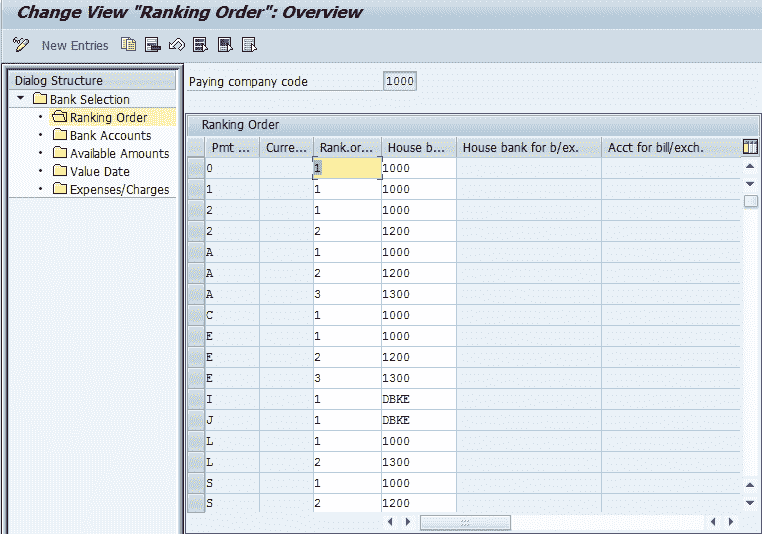 Change View "Ranking Order": Overview
New Entries
Dialog Structure
Bank Selection
Ranking Order
Bank Accounts
Available Amounts
Value Date
Expenses/Charges
Paying company code 1000
Ranking Order
Pmt ... Curre... Rank.or... House b... House bank for b/ex. Acct for bill/exch.
0 1 1000
1 1 1000
2 1 1000
2 2 1200
A 1 1000
A 2 1200
A 3 1300
C 1 1000
E 1 1000
E 2 1200
E 3 1300
I 1 DBKE
J 1 DBKE
L 1 1000
L 2 1300
S 1 1000
S 2 1200